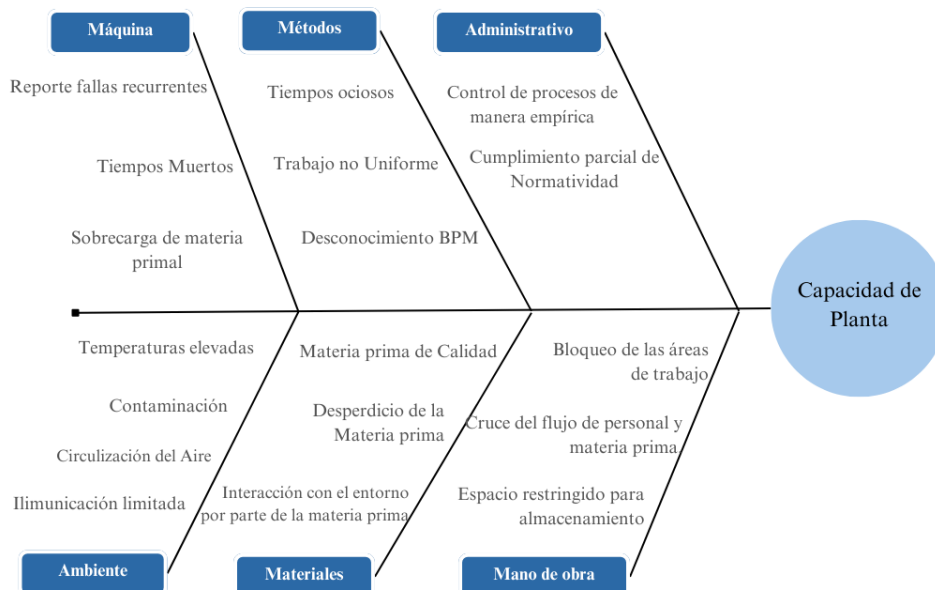 Máquina
Métodos
Administrativo
Reporte fallas recurrentes
Tiempos Muertos
Sobrecarga de materia
primal
Tiempos ociosos
Trabajo no Uniforme
Desconocimiento BPM
Control de procesos de
manera empírica
Cumplimiento parcial de
Normatividad
Capacidad de
Planta
Temperaturas elevadas
Contaminación
Circulización del Aire
Ilimunicación limitada
Materia prima de Calidad
Desperdicio de la
Materia prima
Interacción con el entorno
por parte de la materia prima
Bloqueo de las áreas
de trabajo
Cruce del flujo de personal y
materia prima.
Espacio restringido para
almacenamiento
Ambiente
Materiales
Mano de obra